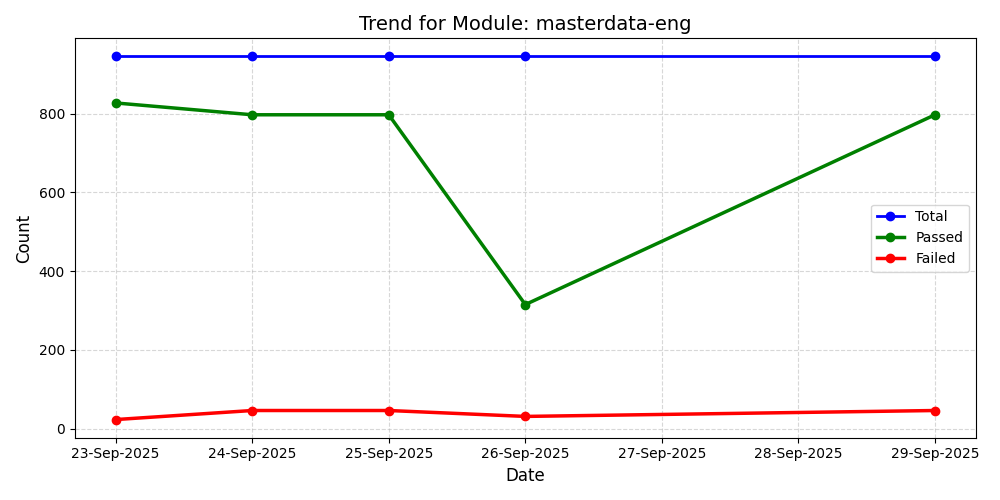 Trend for Module: masterdata-eng
Count
800
600
400
200
0
Total
Passed
Failed
23-Sep-2025 24-Sep-2025 25-Sep-2025 26-Sep-2025 27-Sep-2025 28-Sep-2025 29-Sep-2025
Date